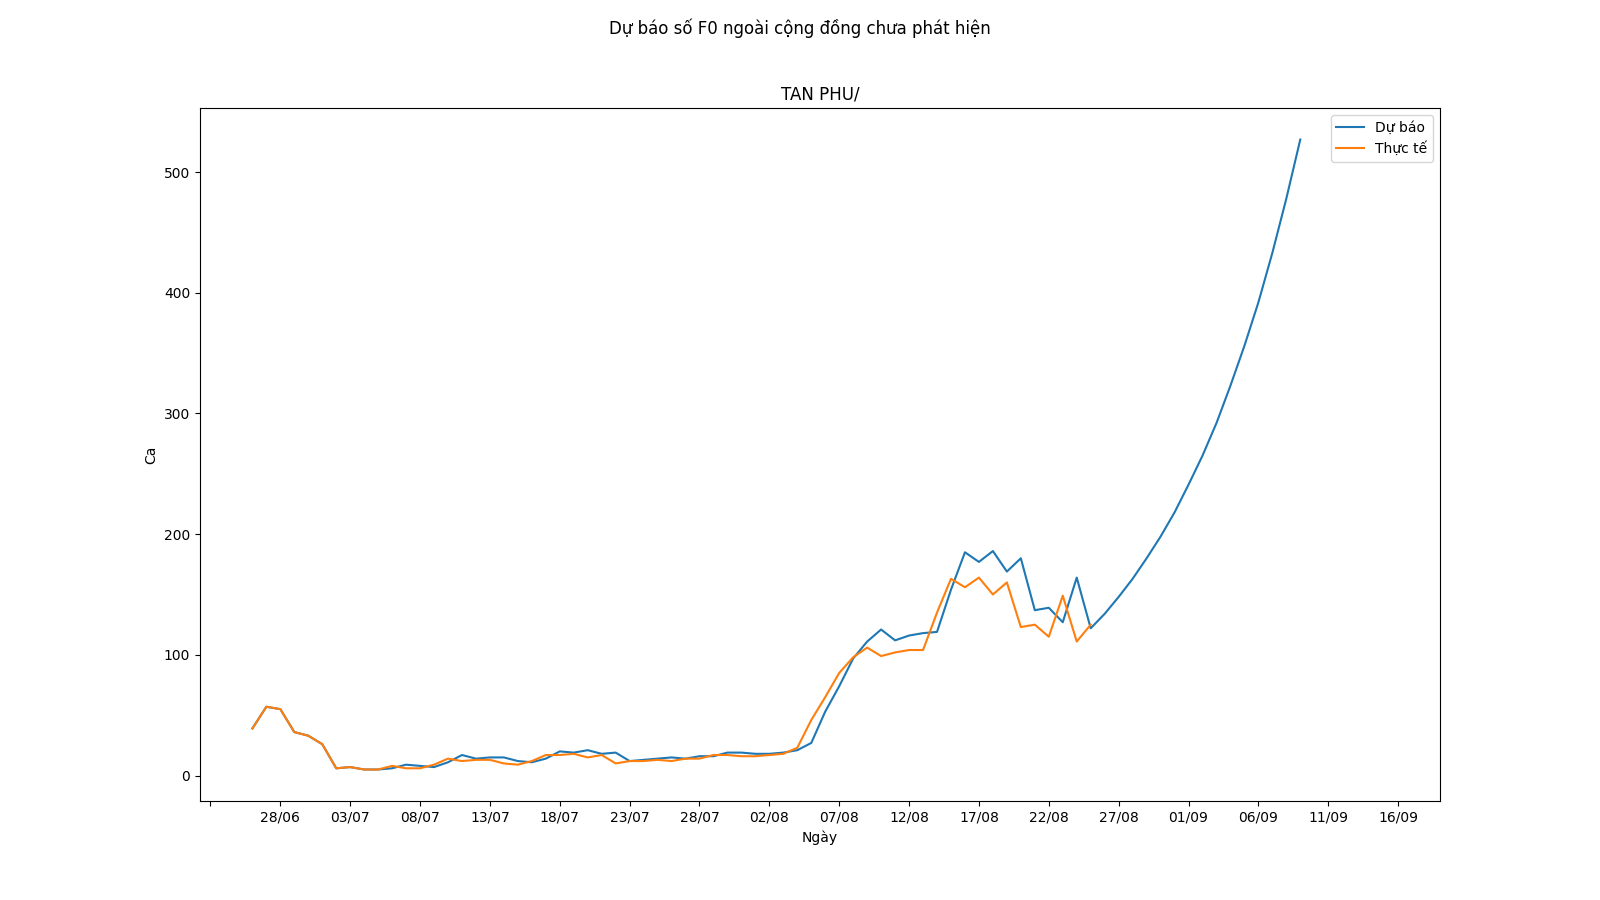 Dự báo số F0 ngoài cộng đồng chưa phát hiện
TAN PHU/
Dự báo
Thực tế
500
400
300
200
100
0
Ca
28/06 03/07 08/07 13/07 18/07 23/07 28/07 02/08 07/08 12/08 17/08 22/08 27/08 01/09 06/09 11/09 16/09
Ngày